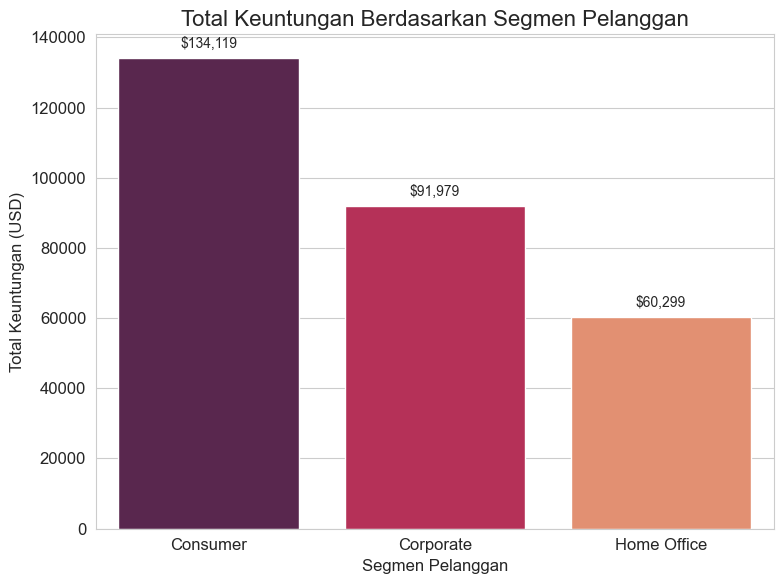 Total Keuntungan Berdasarkan Segmen Pelanggan
140000
$134,119
120000
100000
$91,979
80000
$60,299
60000
40000
20000
0
Total Keuntungan (USD)
Consumer
Corporate
Home Office
Segmen Pelanggan